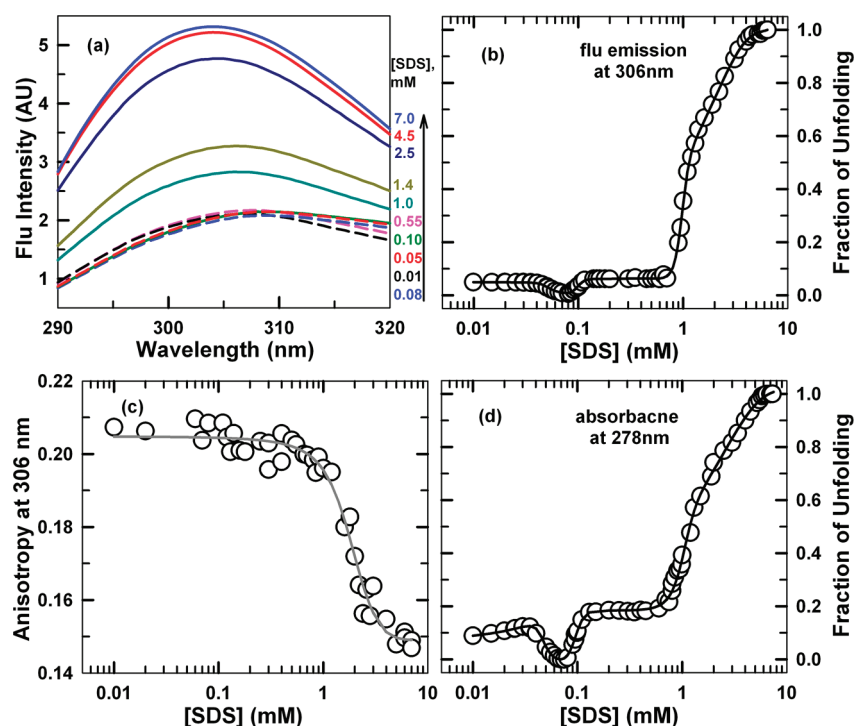 (a)
[SDS],
mM
7.0
4.5
2.5
1.4
1.0
0.55
0.10
0.05
0.01
0.08
5
4
3
2
1
Flu Intensity (AU)
290 300 310 320
Wavelength (nm)
(b)
flu emission
at 306nm
1.0
0.8
0.6
0.4
0.2
0.0
Fraction of Unfolding
0.01 0.1 1 10
[SDS] (mM)
(c)
0.22
0.20
0.18
0.16
0.14
Anisotropy at 306 nm
0.01 0.1 1 10
[SDS] (mM)
(d)
absorbacne
at 278nm
1.0
0.8
0.6
0.4
0.2
0.0
Fraction of Unfolding
0.01 0.1 1 10
[SDS] (mM)